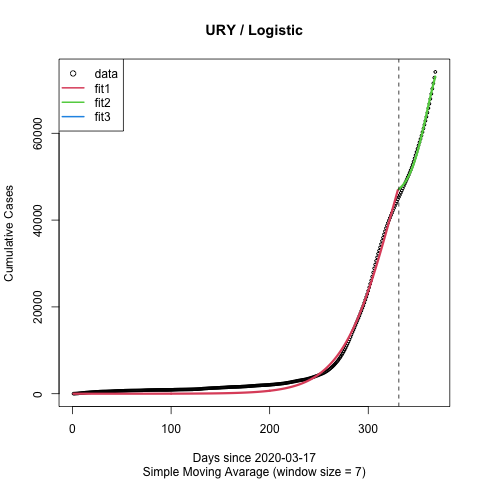 URY / Logistic
data
fit1
fit2
fit3
Cumulative Cases
0
20000
40000
60000
0 100 200 300
Days since 2020-03-17
Simple Moving Avarage (window size = 7)